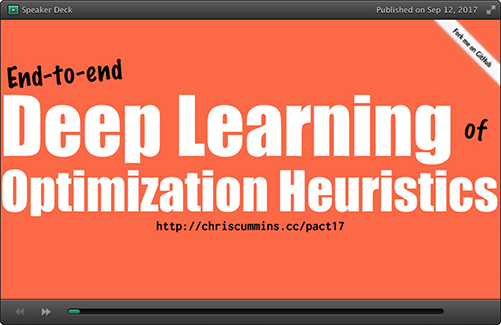 Speaker Deck
Published on Sep 12, 2017
Fork me on GitHub
End-to-end
Deep Learning of
Optimization Heuristics
http://chriscummins.cc/pact17